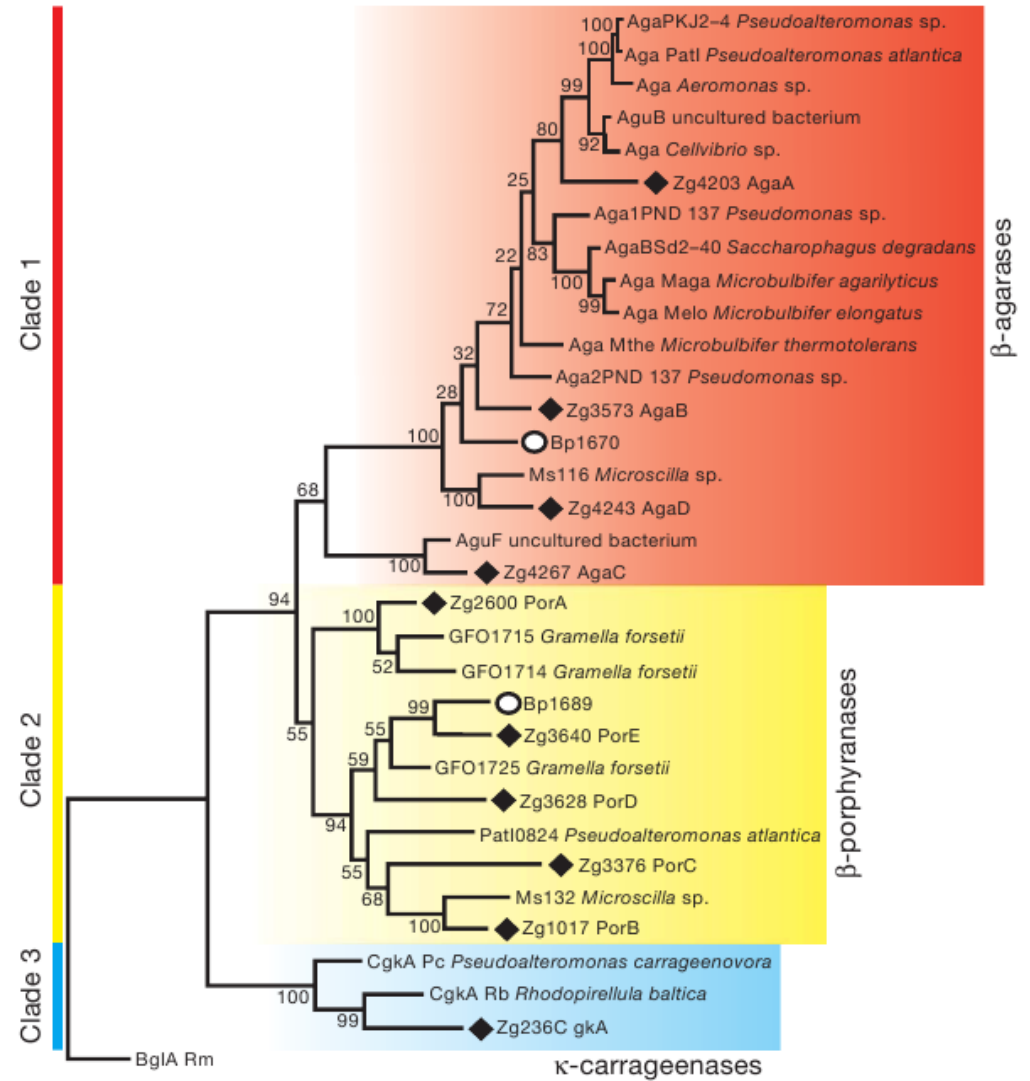 100 AgaPKJ2–4 Pseudoalteromonas sp.
100 Aga Patl Pseudoalteromonas atlantica
Aga Aeromonas sp.
99
AguB uncultured bacterium
80
92 Aga Cellvibrio sp.
25 Zg4203 AgaA
Aga1PND 137 Pseudomonas sp.
83 AgaBSd2–40 Saccharophagus degradans
22
100 Aga Maga Microbulbifer agarilyticus
99 Aga Melo Microbulbifer elongatus
72
Aga Mthe Microbulbifer thermotolerans
32
Aga2PND 137 Pseudomonas sp.
28
Zg3573 AgaB
100
Bp1670
Ms116 Microscilla sp.
100
Zg4243 AgaD
68
AguF uncultured bacterium
100
Zg4267 AgaC
Clade 1
β-agarases
94
Zg2600 PorA
100
GFO1715 Gramella forsetii
52
GFO1714 Gramella forsetii
99 Bp1689
55
55 Zg3640 PorE
59 GFO1725 Gramella forsetii
Zg3628 PorD
94
Patl0824 Pseudoalteromonas atlantica
55
Zg3376 PorC
68
Ms132 Microscilla sp.
100
Zg1017 PorB
Clade 2
β-porphyranases
CgkA Pc Pseudoalteromonas carrageenovora
100
CgkA Rb Rhodopirellula baltica
99
Zg236C gkA
Clade 3
BglA Rm
κ-carrageenases